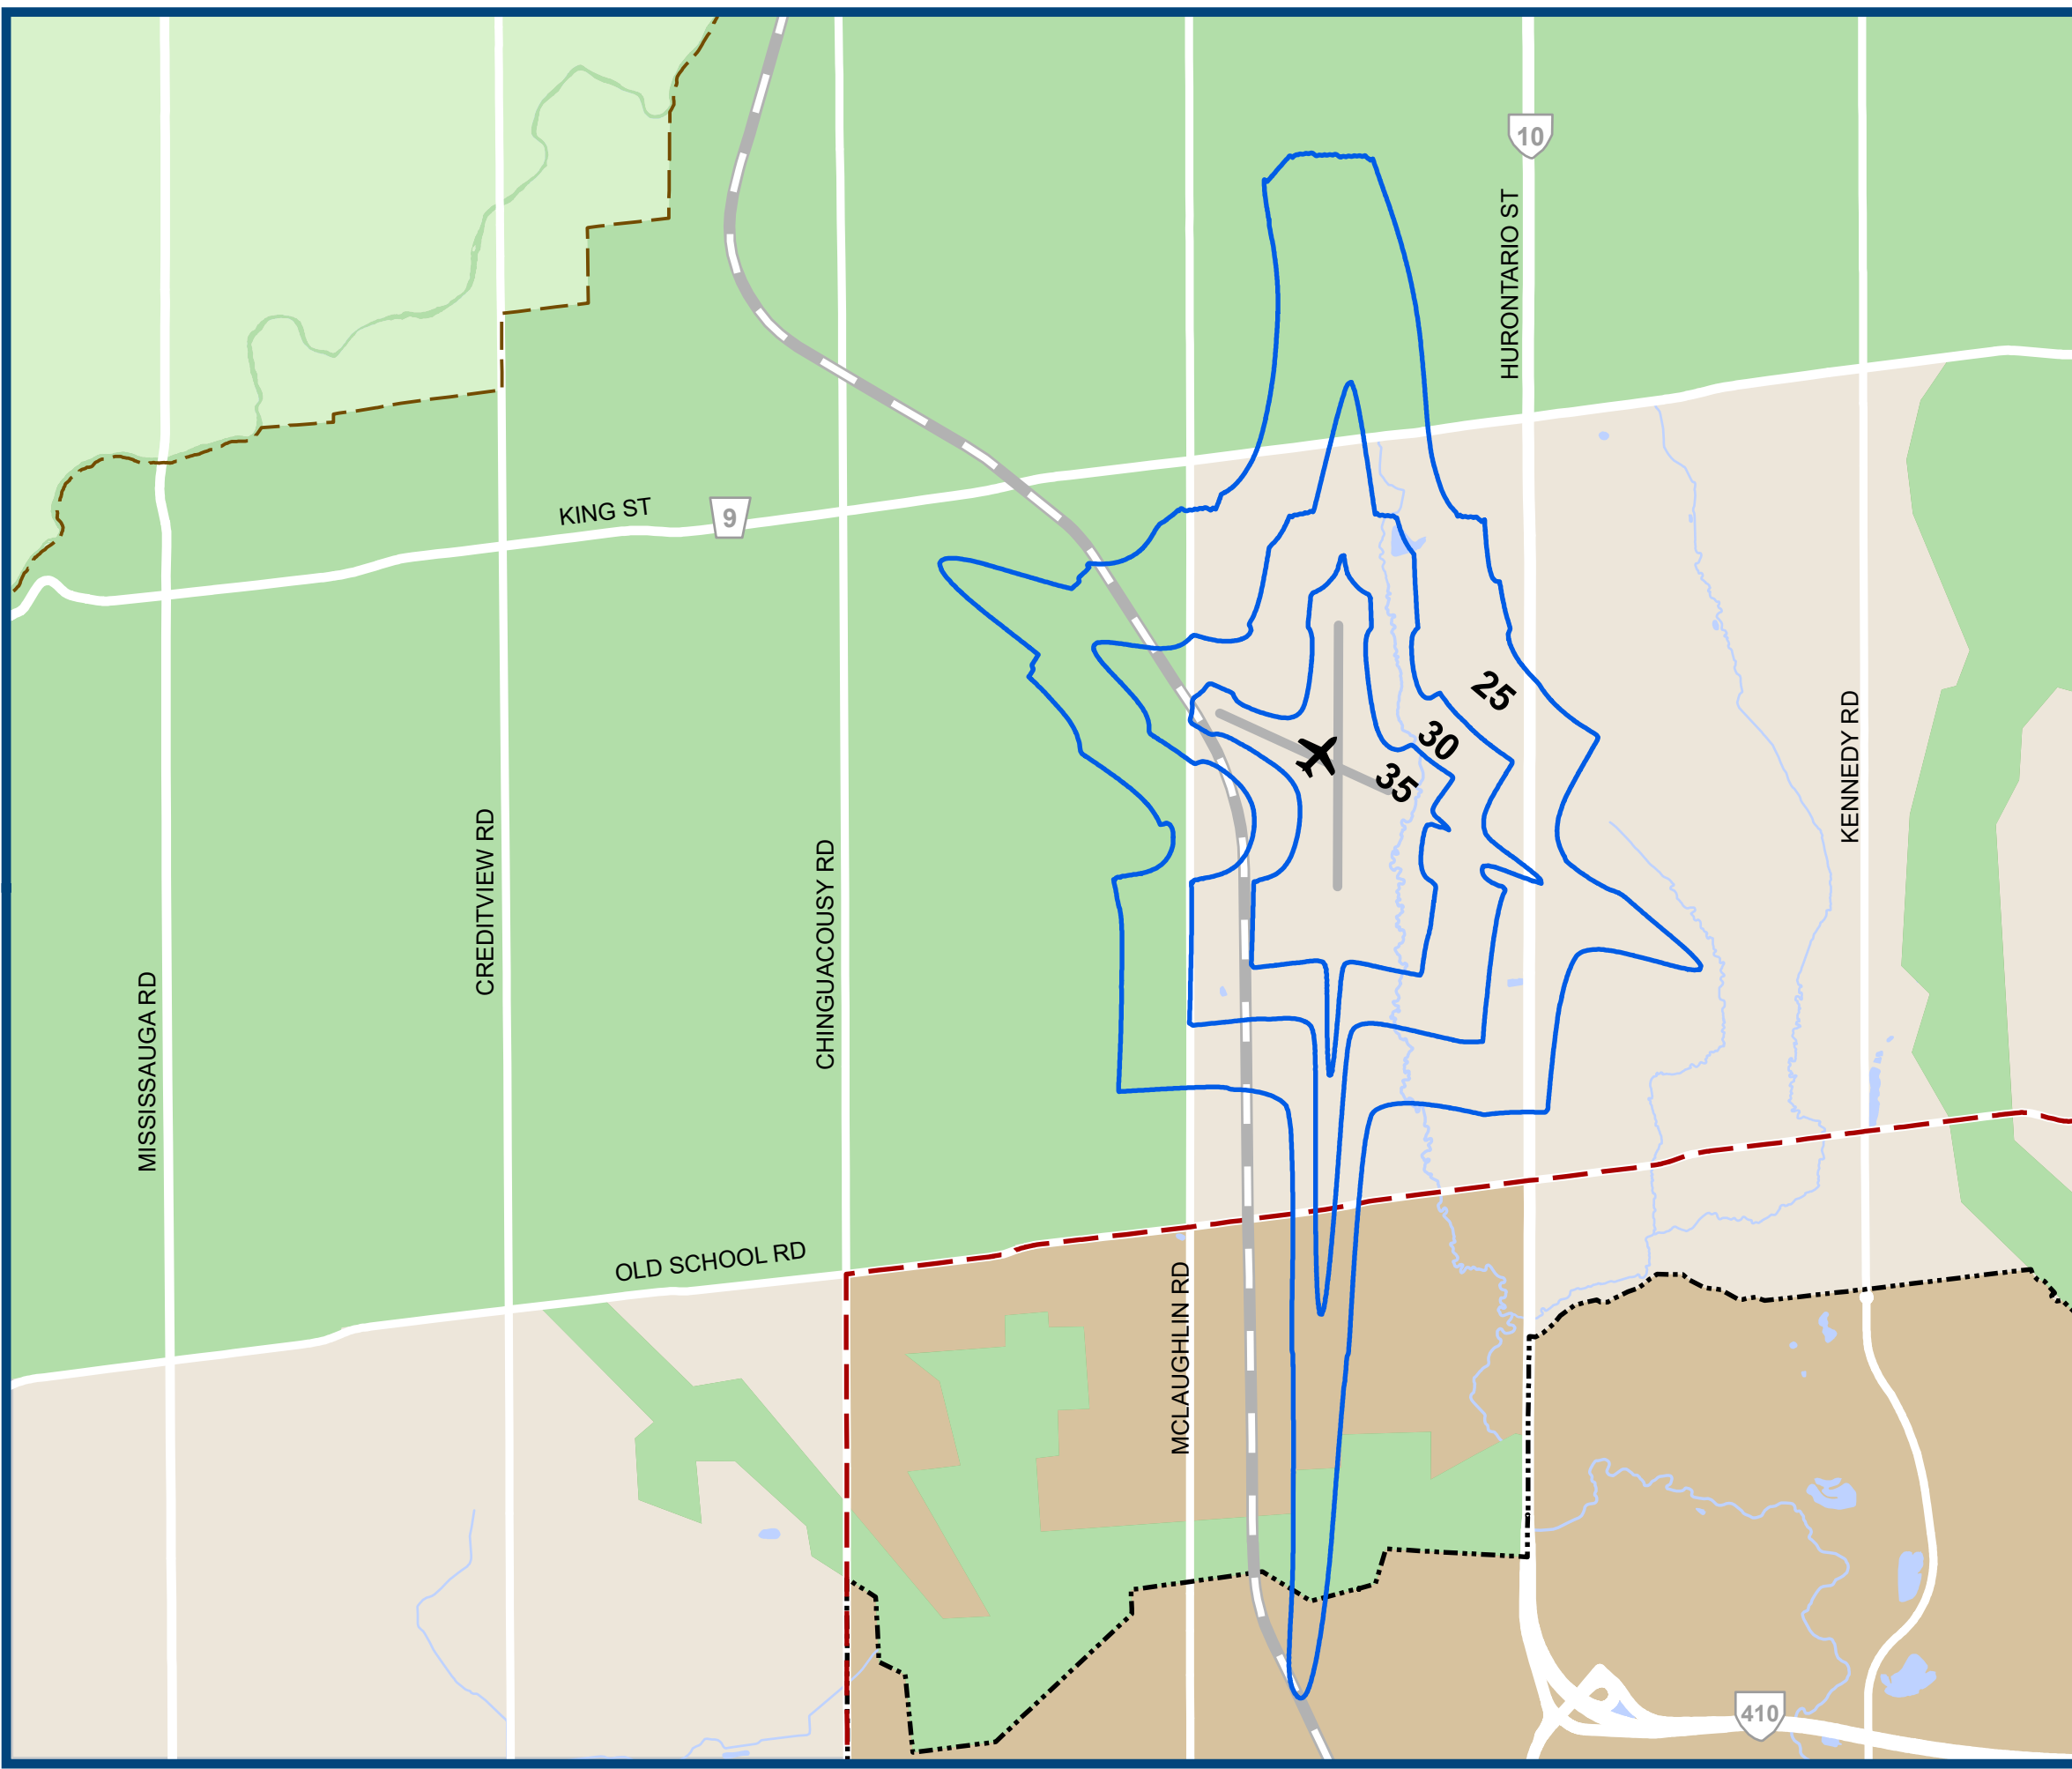 10
HURONTARIO ST
KING ST
9
25
30
35
KENNEDY RD
CREDITVIEW RD
CHINGUACOUSY RD
MISSISSAUGA RD
OLD SCHOOL RD
MCLAUGHLIN RD
410